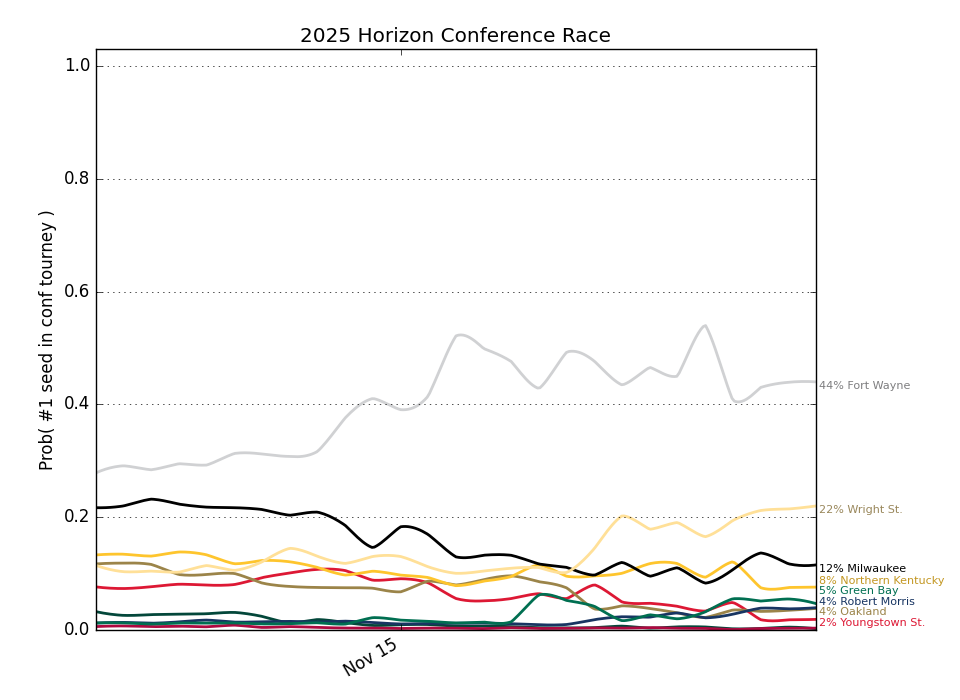 2025 Horizon Conference Race
1.0
0.8
0.6
0.4
0.2
0.0
Prob( #1 seed in conf tourney )
Nov 15
44% Fort Wayne
22% Wright St.
12% Milwaukee
8% Northern Kentucky
5% Green Bay
4% Robert Morris
4% Oakland
2% Youngstown St.